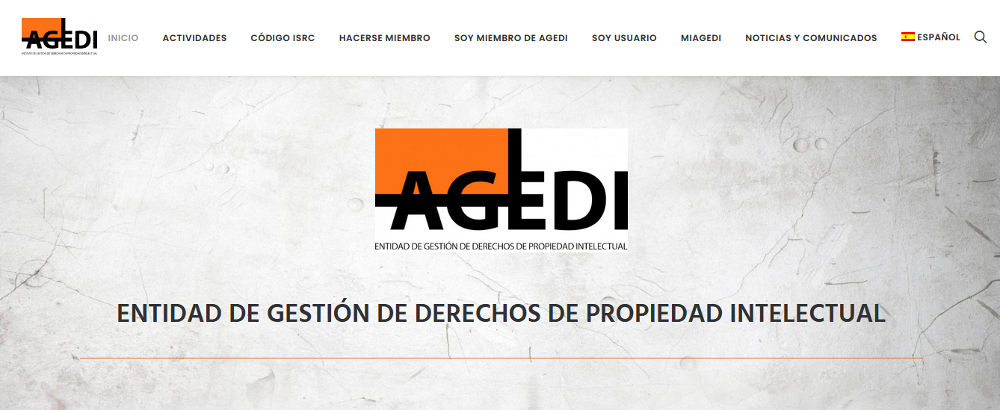 AGEDI
ENTIDAD DE GESTIÓN DE DERECHOS DE PROPIEDAD INTELECTUAL
INICIO
ACTIVIDADES
CÓDIGO ISRC
HACERSE MIEMBRO
SOY MIEMBRO DE AGEDI
SOY USUARIO
MIAGEDI
NOTICIAS Y COMUNICADOS
ESPAÑOL
AGEDI
ENTIDAD DE GESTIÓN DE DERECHOS DE PROPIEDAD INTELECTUAL
ENTIDAD DE GESTIÓN DE DERECHOS DE PROPIEDAD INTELECTUAL